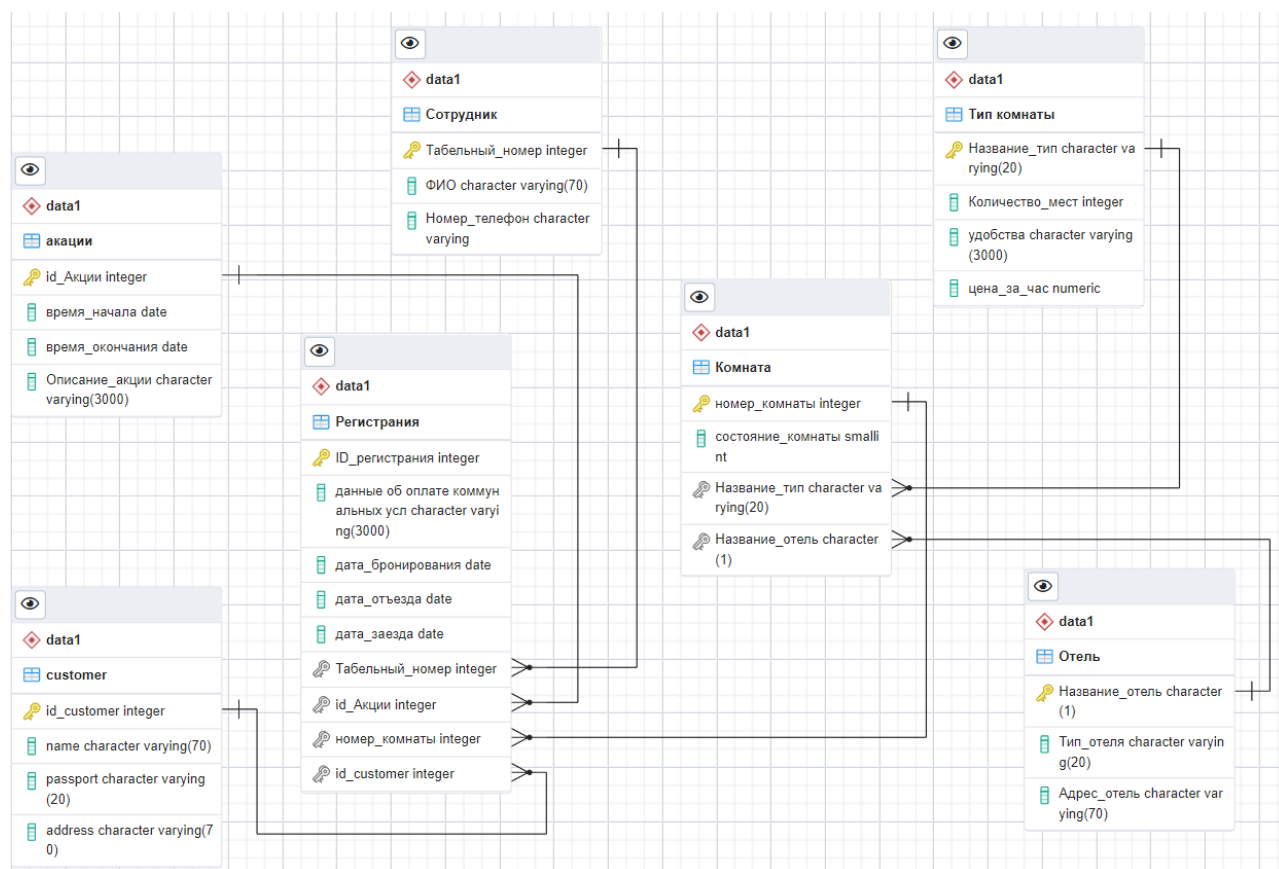 data1
Сотрудник
Табельный_номер integer
ФИО character varying(70)
Номер_телефон character
varying
data1
Тип комнаты
Название_тип character va
rying(20)
Количество_мест integer
удобства character varying
(3000)
цена_за_час numeric
data1
акации
id_Акции integer
время_начала date
время_окончания date
Описание_акции character
varying(3000)
data1
Комната
номер_комнаты integer
состояние_комнаты smalli
nt
Название_тип character va
rying(20)
Название_отель character
(1)
data1
Регистрания
ID_регистрания integer
данные об оплате коммун
альных усл character varyi
ng(3000)
дата_бронирования date
дата_отъезда date
дата_заезда date
Табельный_номер integer
id_Акции integer
номер_комнаты integer
id_customer integer
data1
Отель
Название_отель character
(1)
Тип_отеля character varyin
g(20)
Адрес_отель character var
ying(70)
data1
customer
id_customer integer
name character varying(70)
passport character varying
(20)
address character varying(7
0)